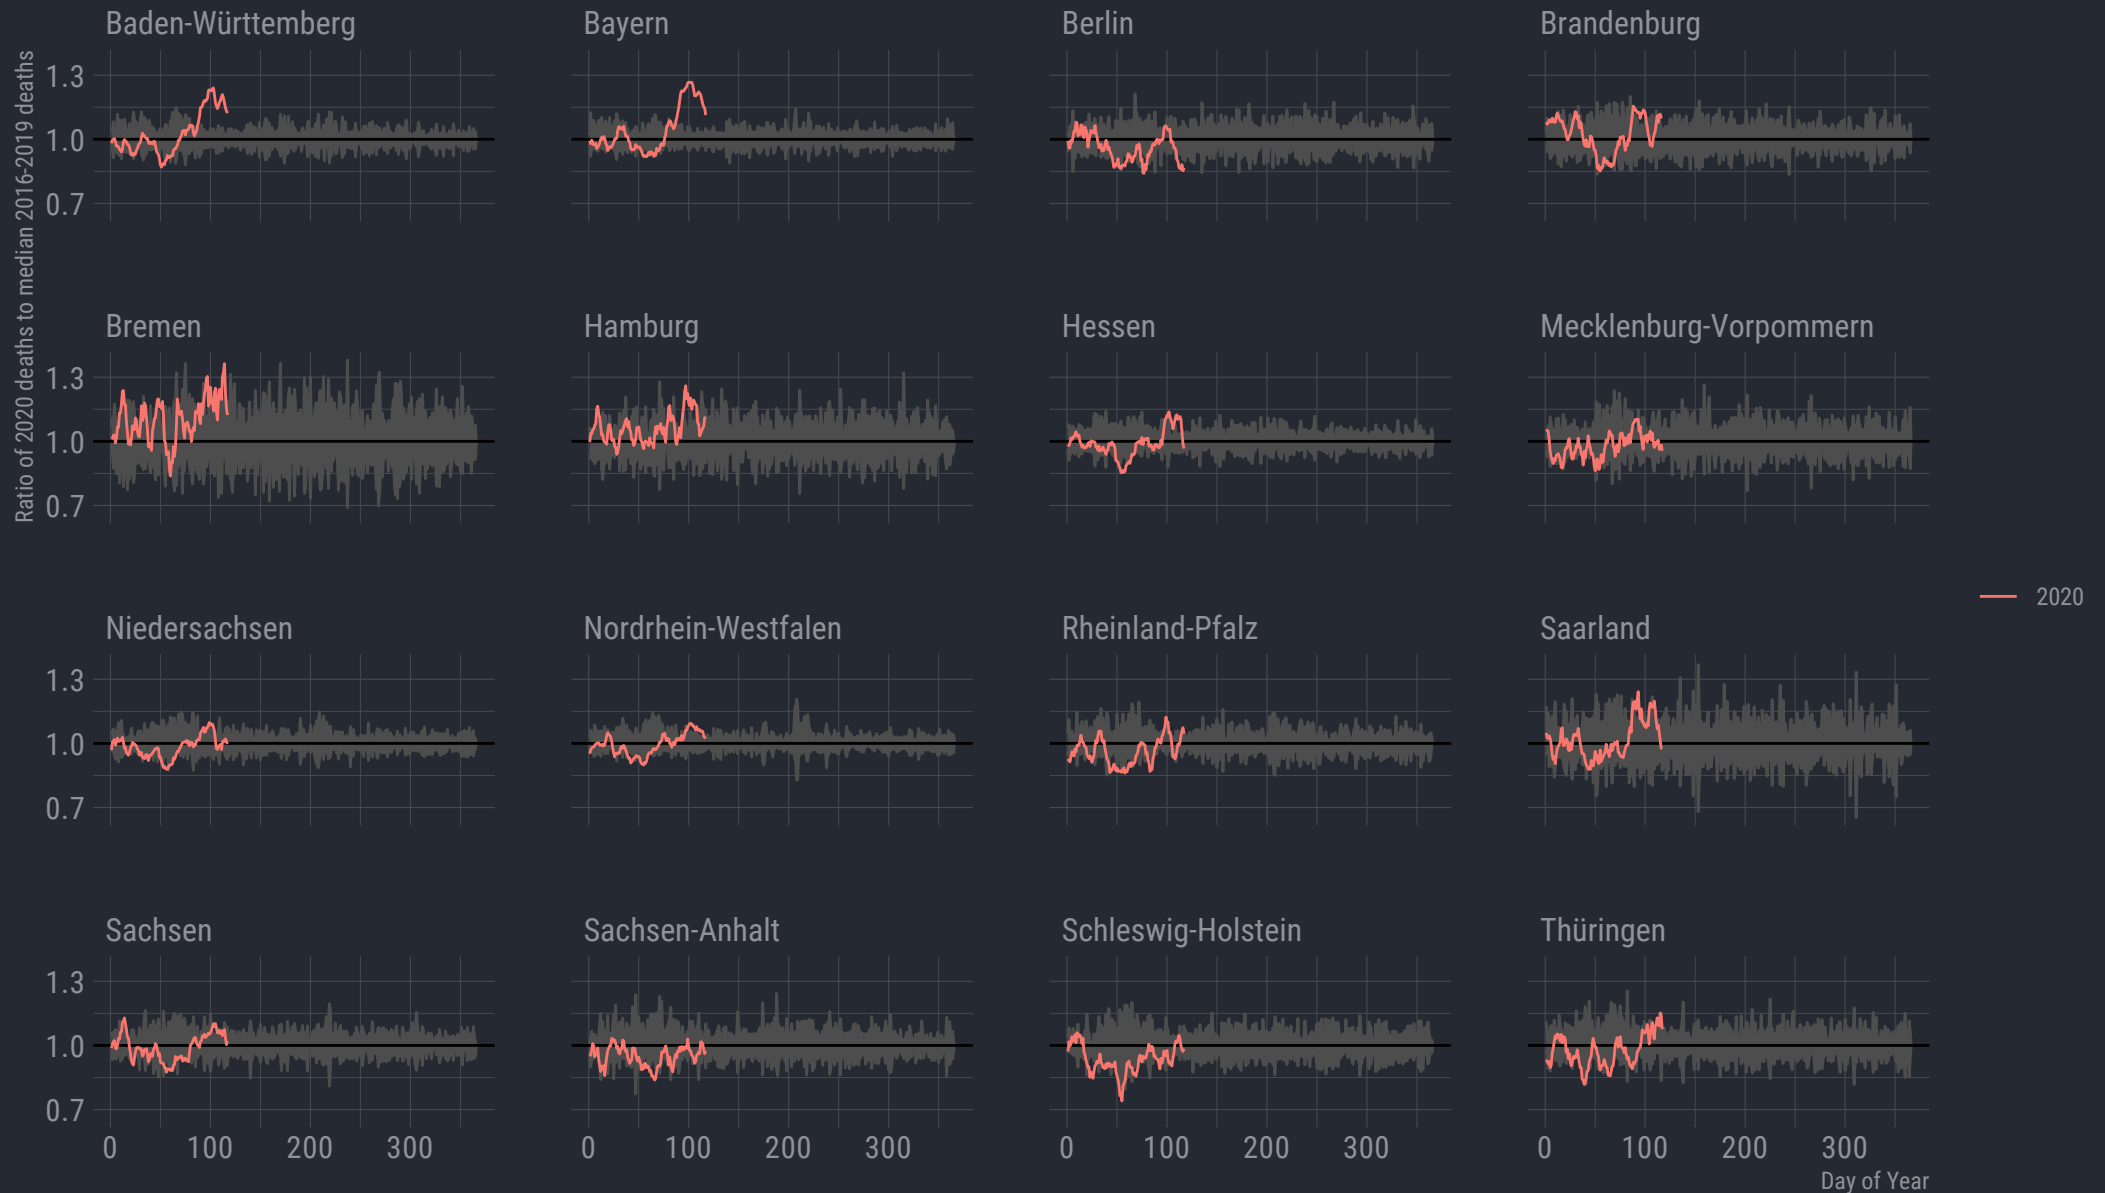 Ratio of 2020 deaths to median 2016-2019 deaths
Baden-Württemberg
Bayern
Berlin
Brandenburg
1.3
1.0
0.7
Bremen
Hamburg
Hessen
Mecklenburg-Vorpommern
1.3
1.0
0.7
2020
Niedersachsen
Nordrhein-Westfalen
Rheinland-Pfalz
Saarland
1.3
1.0
0.7
Sachsen
Sachsen-Anhalt
Schleswig-Holstein
Thüringen
1.3
1.0
0.7
0 100 200 300
0 100 200 300
0 100 200 300
0 100 200 300
Day of Year